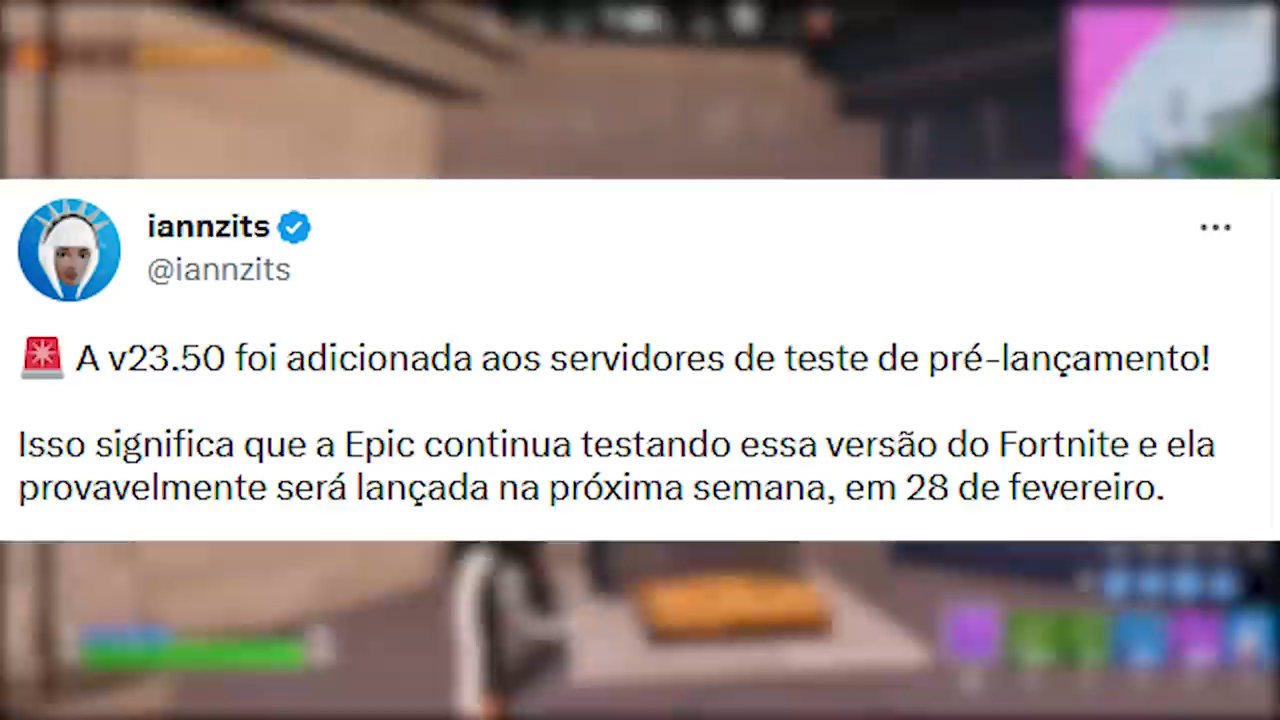 iannzits
@iannzits
🚨 A v23.50 foi adicionada aos servidores de teste de pré-lançamento!
Isso significa que a Epic continua testando essa versão do Fortnite e ela
provavelmente será lançada na próxima semana, em 28 de fevereiro.